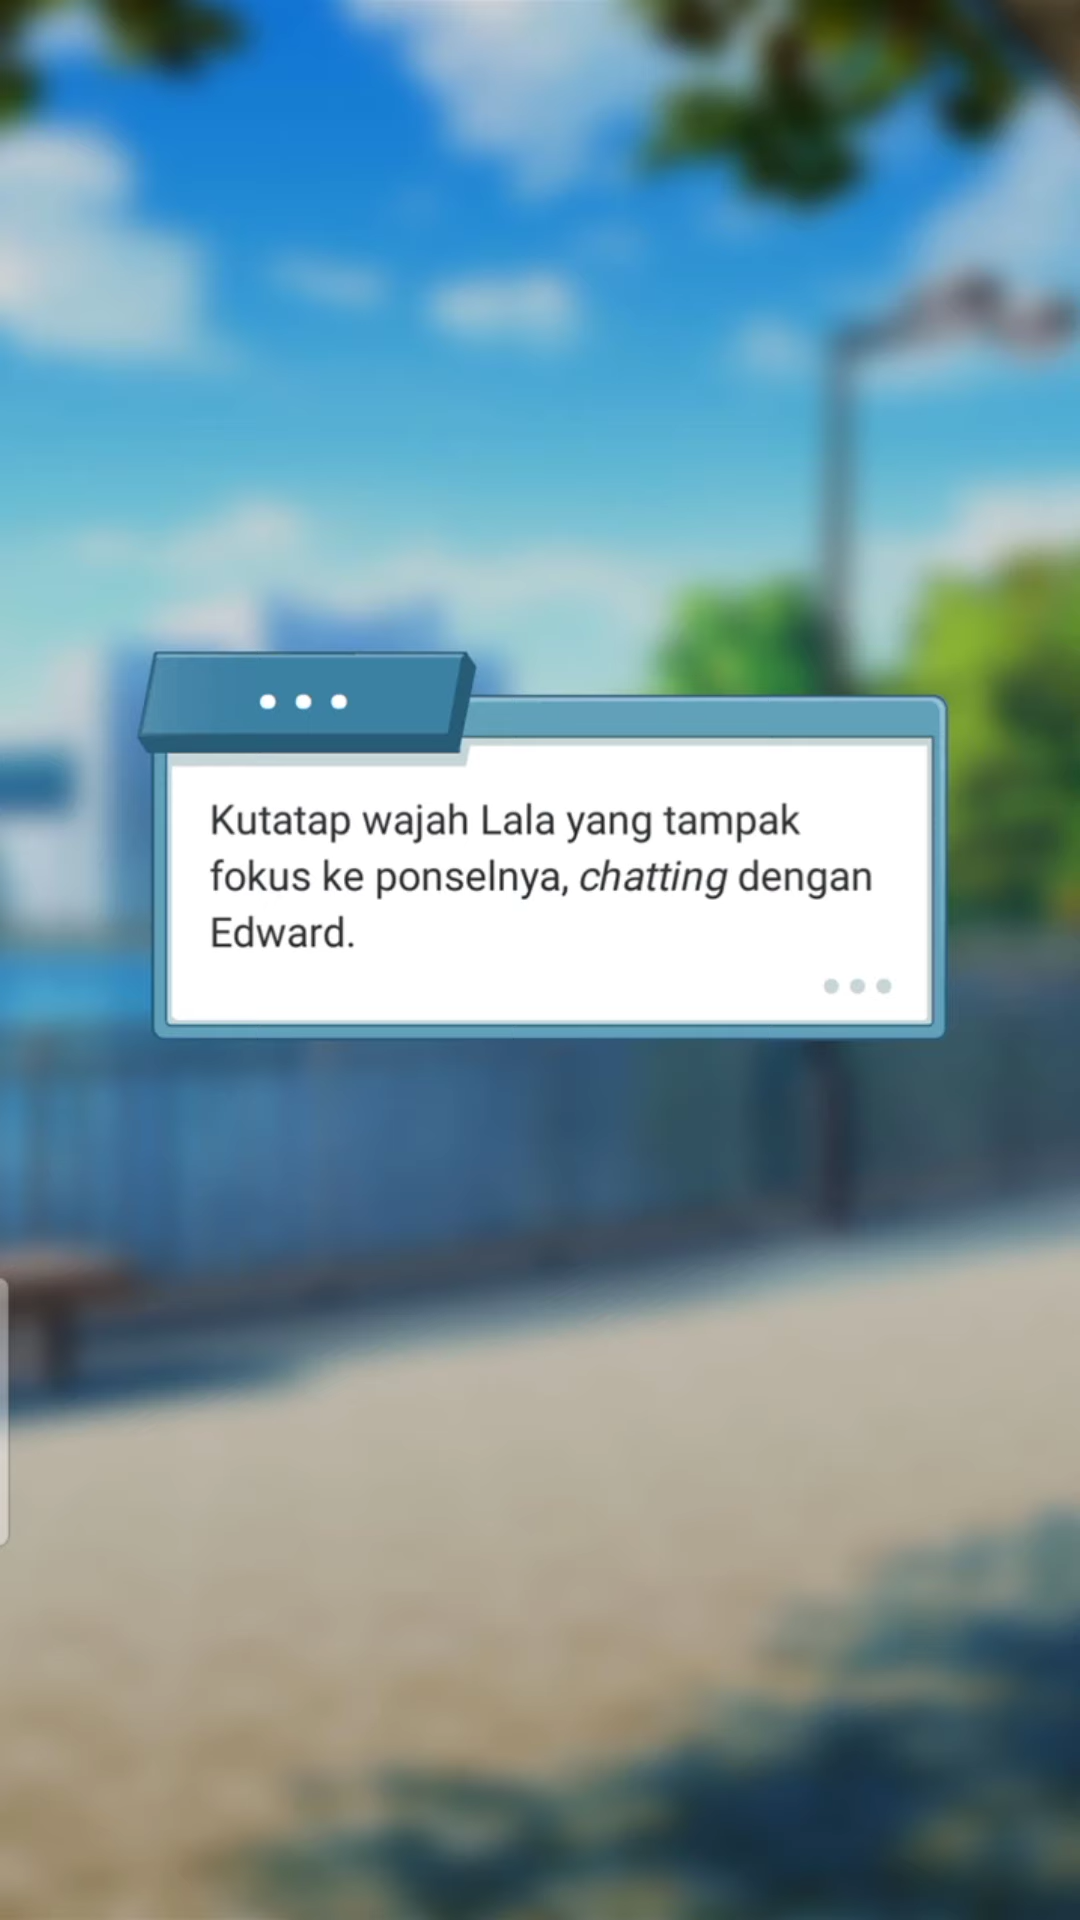 Kutatap wajah Lala yang tampak
fokus ke ponselnya, chatting dengan
Edward.